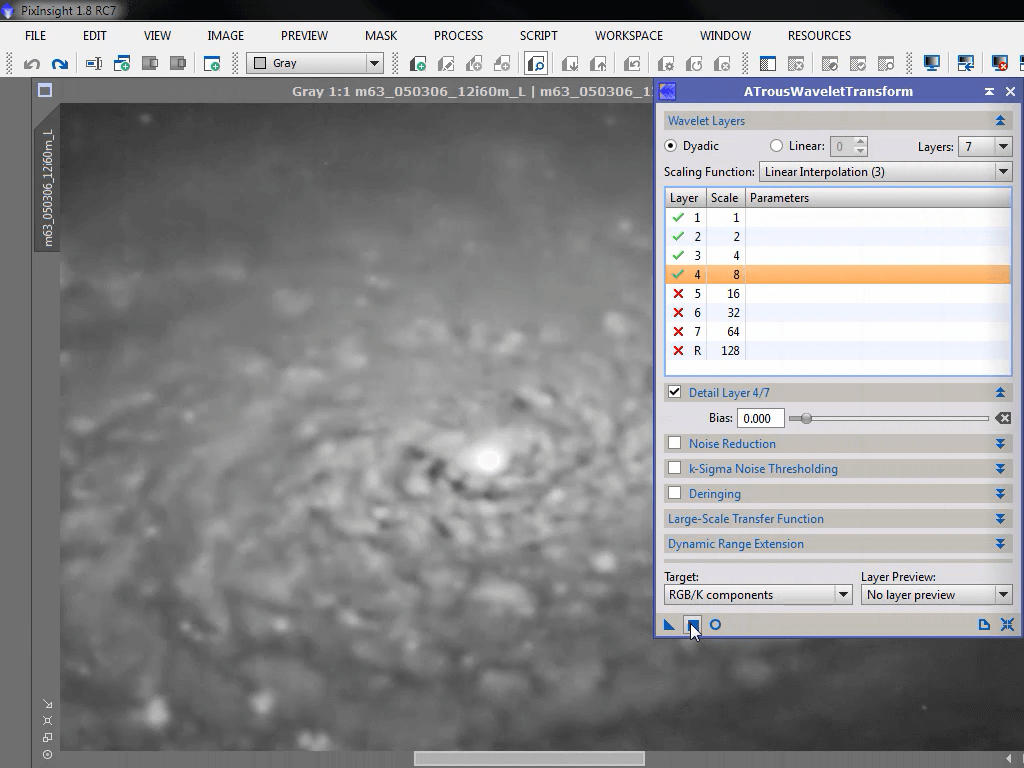 PixInsight 1.8 RC7
FILE EDIT VIEW IMAGE PREVIEW MASK PROCESS SCRIPT WORKSPACE WINDOW RESOURCES
Gray
Gray 1:1 m63_050306_12i60m_L | m63_050306_1
m63_050306_12i60m_L
ATrousWaveletTransform
Wavelet Layers
Dyadic Linear: 0 Layers: 7
Scaling Function: Linear Interpolation (3)
Layer Scale Parameters
1 1
2 2
3 4
4 8
5 16
6 32
7 64
R 128
Detail Layer 4/7
Bias: 0.000
Noise Reduction
k-Sigma Noise Thresholding
Deringing
Large-Scale Transfer Function
Dynamic Range Extension
Target: Layer Preview:
RGB/K components No layer preview